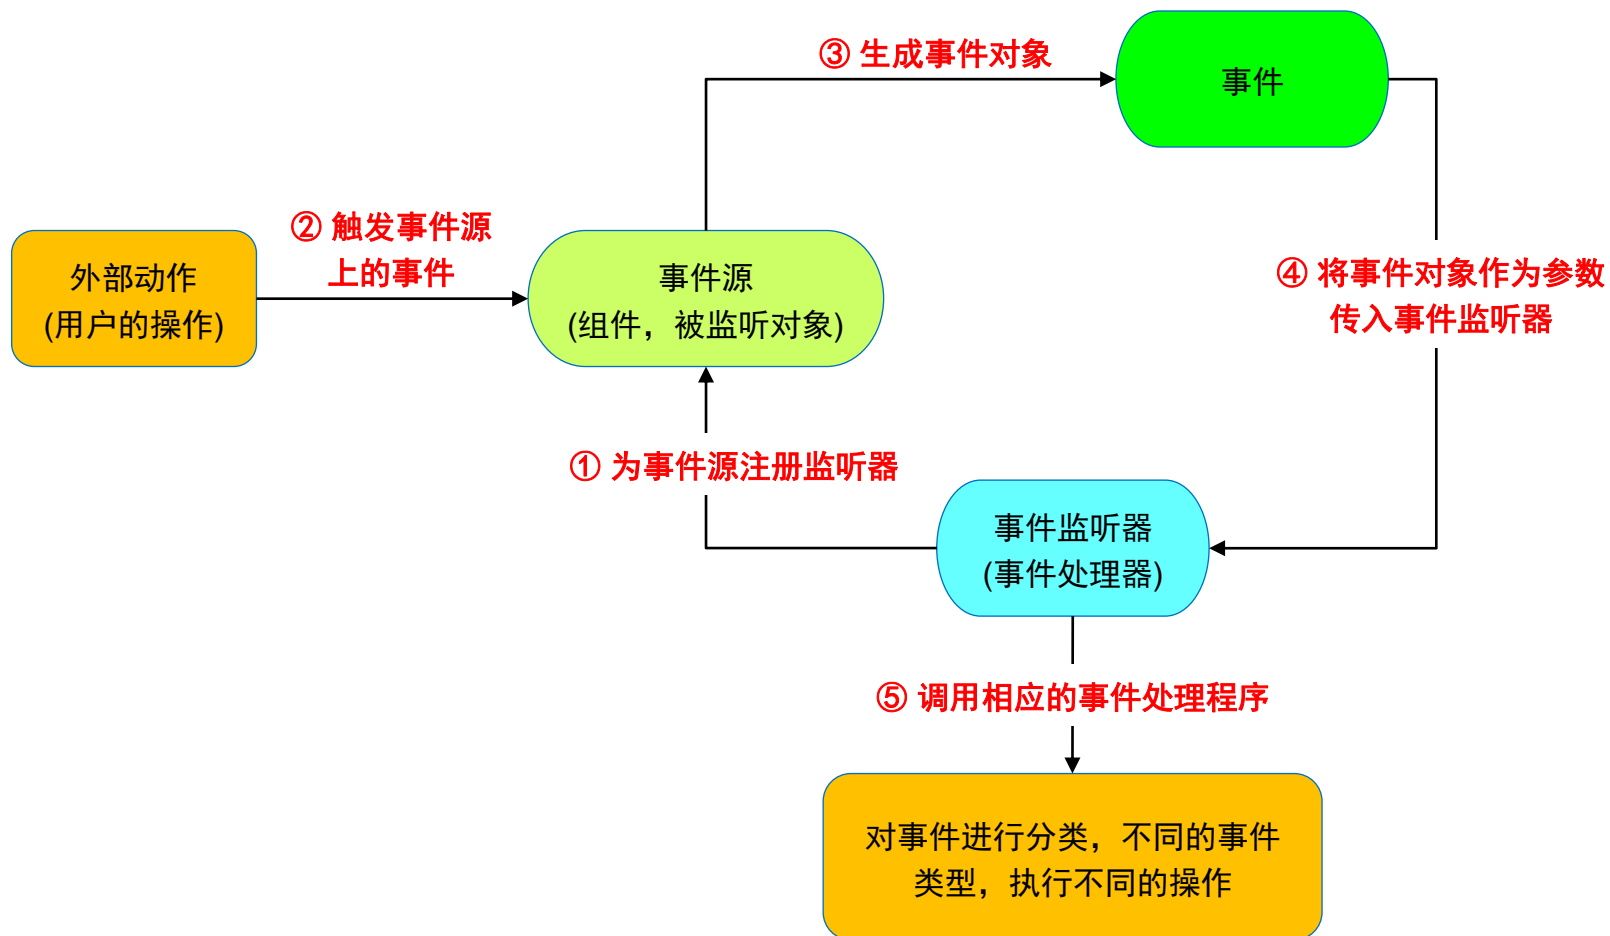 ③ 生成事件对象
事件
② 触发事件源
上的事件
外部动作
(用户的操作)
事件源
(组件，被监听对象)
④ 将事件对象作为参数
传入事件监听器
① 为事件源注册监听器
事件监听器
(事件处理器)
⑤ 调用相应的事件处理程序
对事件进行分类，不同的事件
类型，执行不同的操作